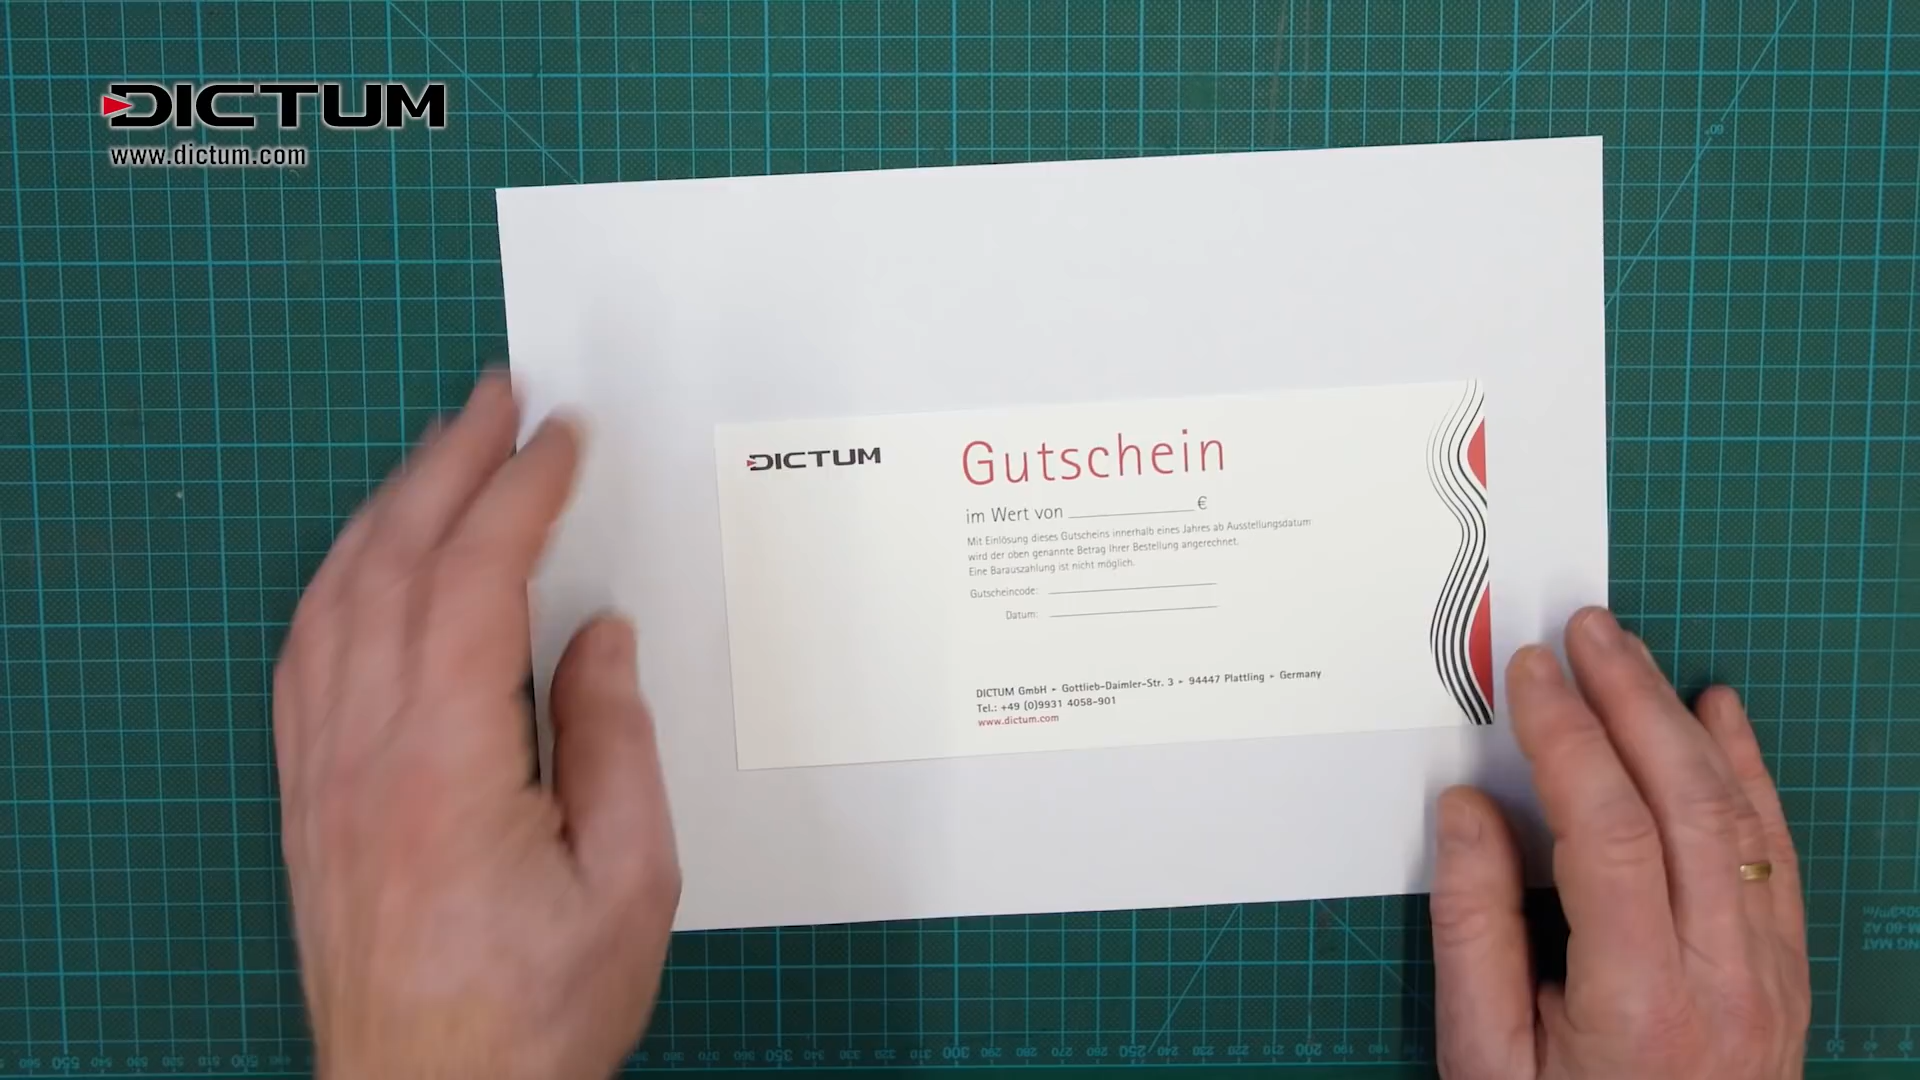 DICTUM
www.dictum.com
DICTUM
Gutschein
im Wert von ____________ €
Mit Einlösung dieses Gutscheins innerhalb eines Jahres ab Ausstellungsdatum
wird der oben genannte Betrag Ihrer Bestellung angerechnet.
Eine Barauszahlung ist nicht möglich.
Gutscheincode:
Datum:
DICTUM GmbH ▸ Gottlieb-Daimler-Str. 3 ▸ 94447 Plattling ▸ Germany
Tel.: +49 (0)9931 4058-901
www.dictum.com